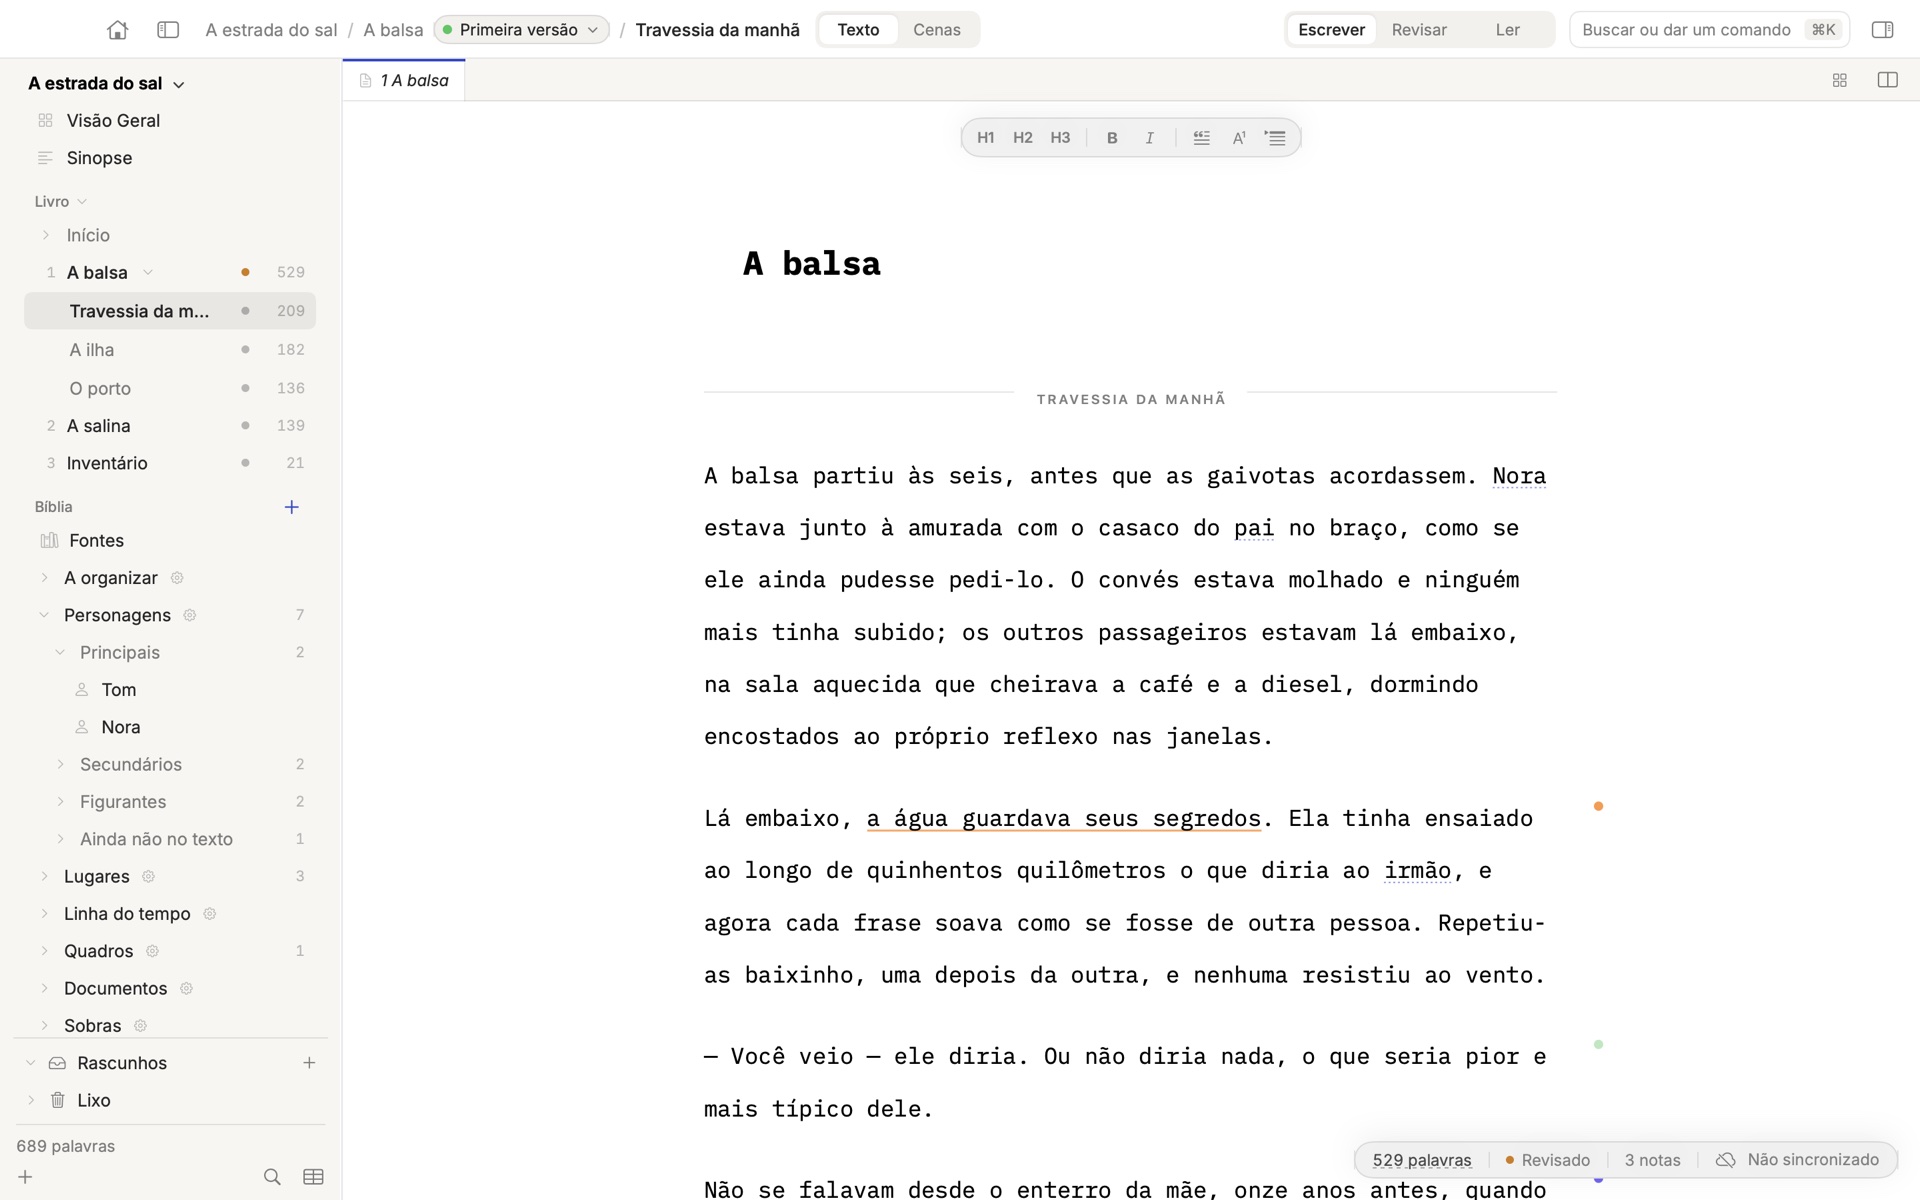 A estrada do sal / A balsa Primeira versão / Travessia da manhã Texto Cenas Escrever Revisar Ler Buscar ou dar um comando ⌘K
A estrada do sal
Visão Geral
Sinopse
Livro
Início
1 A balsa 529
Travessia da m... 209
A ilha 182
O porto 136
2 A salina 139
3 Inventário 21
Bíblia +
Fontes
A organizar
Personagens 7
Principais 2
Tom
Nora
Secundários 2
Figurantes 2
Ainda não no texto 1
Lugares 3
Linha do tempo
Quadros 1
Documentos
Sobras
Rascunhos +
Lixo
689 palavras
1 A balsa
H1 H2 H3 B I A¹
A balsa
TRAVESSIA DA MANHÃ
A balsa partiu às seis, antes que as gaivotas acordassem. Nora
estava junto à amurada com o casaco do pai no braço, como se
ele ainda pudesse pedi-lo. O convés estava molhado e ninguém
mais tinha subido; os outros passageiros estavam lá embaixo,
na sala aquecida que cheirava a café e a diesel, dormindo
encostados ao próprio reflexo nas janelas.
Lá embaixo, a água guardava seus segredos. Ela tinha ensaiado
ao longo de quinhentos quilômetros o que diria ao irmão, e
agora cada frase soava como se fosse de outra pessoa. Repetiu-
as baixinho, uma depois da outra, e nenhuma resistiu ao vento.
— Você veio — ele diria. Ou não diria nada, o que seria pior e
mais típico dele.
Não se falavam desde o enterro da mãe, onze anos antes, quando
529 palavras Revisado 3 notas Não sincronizado